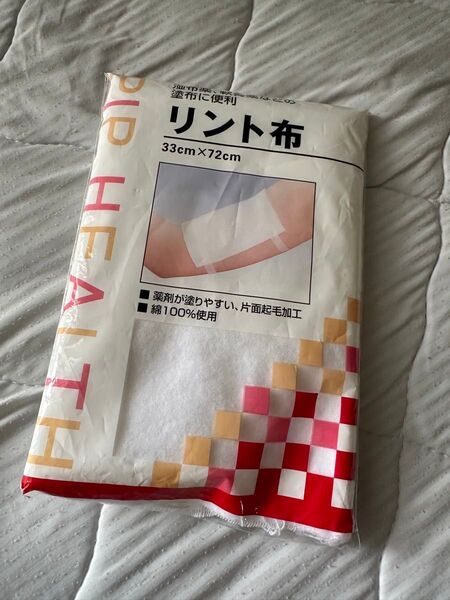 塗布に便利
リント布
33cm×72cm
■ 薬剤が塗りやすい、片面起毛加工
■ 綿100%使用
PIP HEALTH